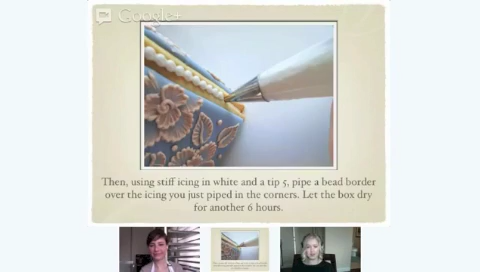 Google+
Then, using stiff icing in white and a tip 5, pipe a bead border
over the icing you just piped in the corners. Let the box dry
for another 6 hours.